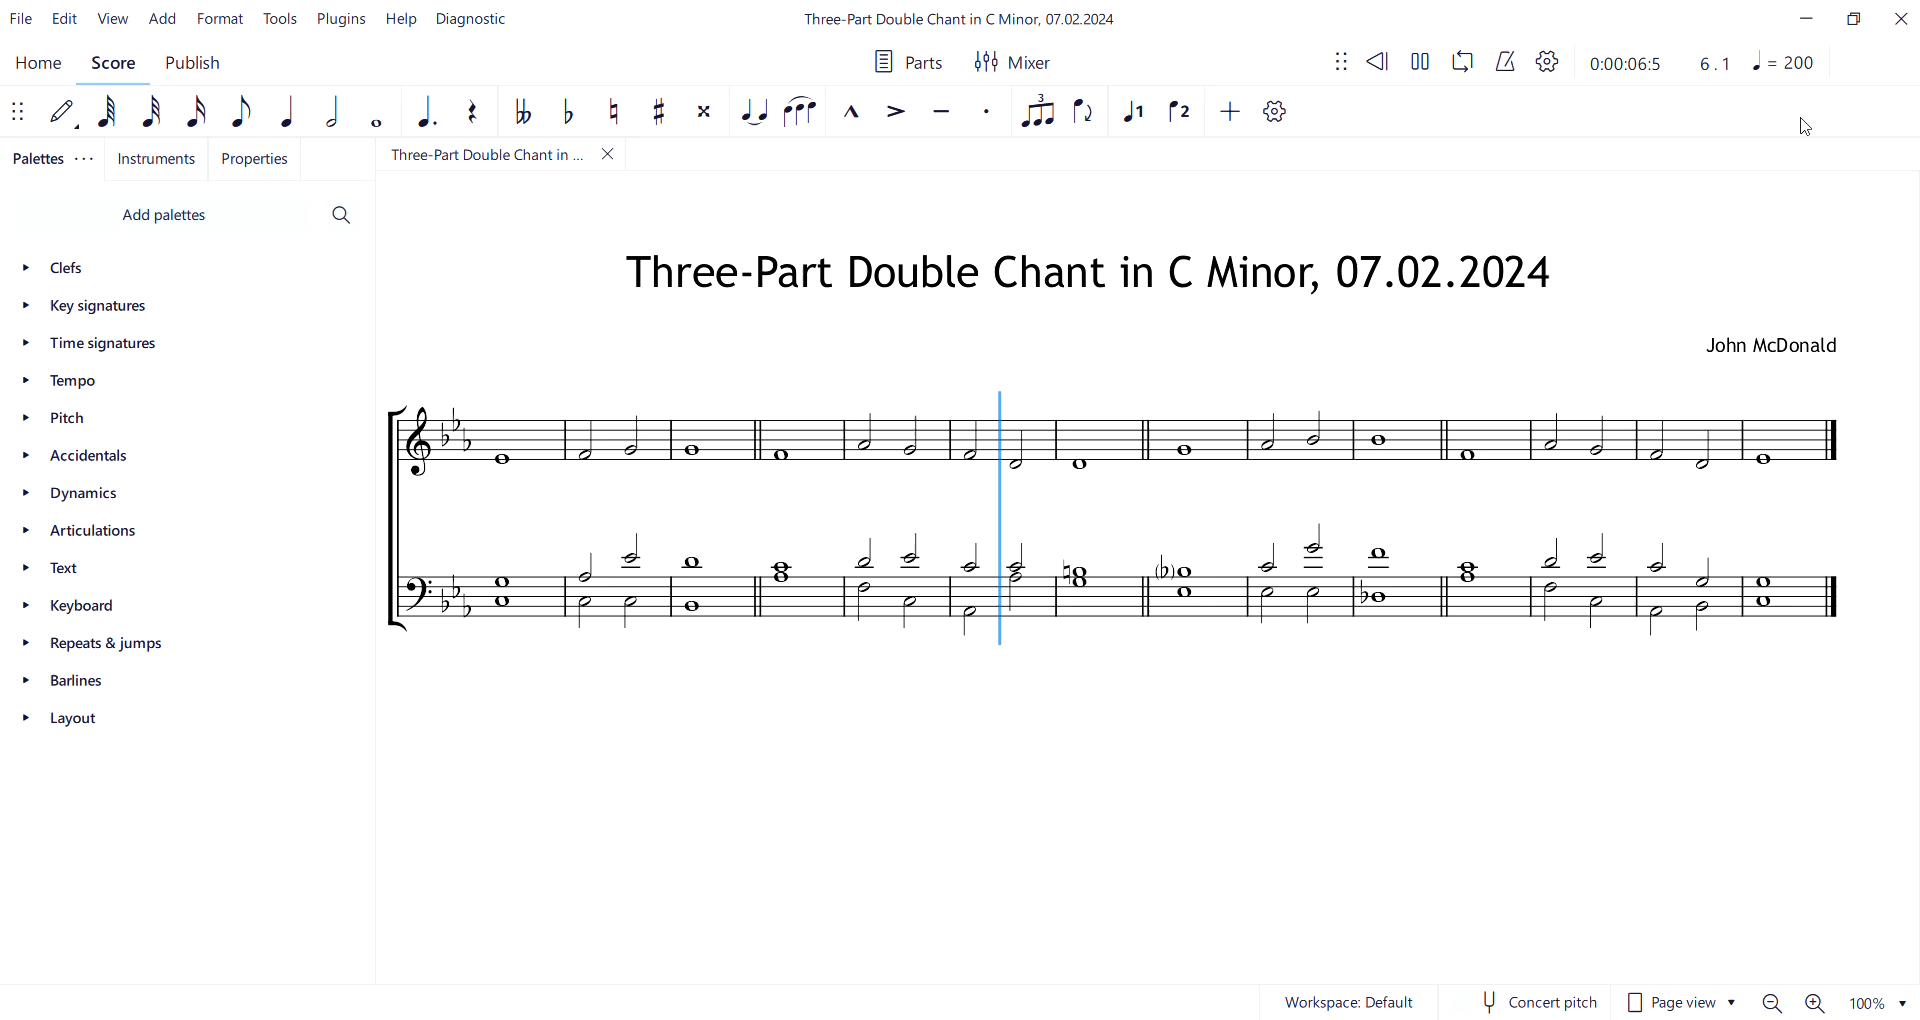 File Edit View Add Format Tools Plugins Help Diagnostic
Three-Part Double Chant in C Minor, 07.02.2024
Home Score Publish
Parts Mixer
0:00:06:5 6 . 1 = 200
3
1 2
Palettes ··· Instruments Properties
Three-Part Double Chant in ...
Add palettes
Clefs
Key signatures
Time signatures
Tempo
Pitch
Accidentals
Dynamics
Articulations
Text
Keyboard
Repeats & jumps
Barlines
Layout
Three-Part Double Chant in C Minor, 07.02.2024
John McDonald
Workspace: Default Concert pitch Page view 100%